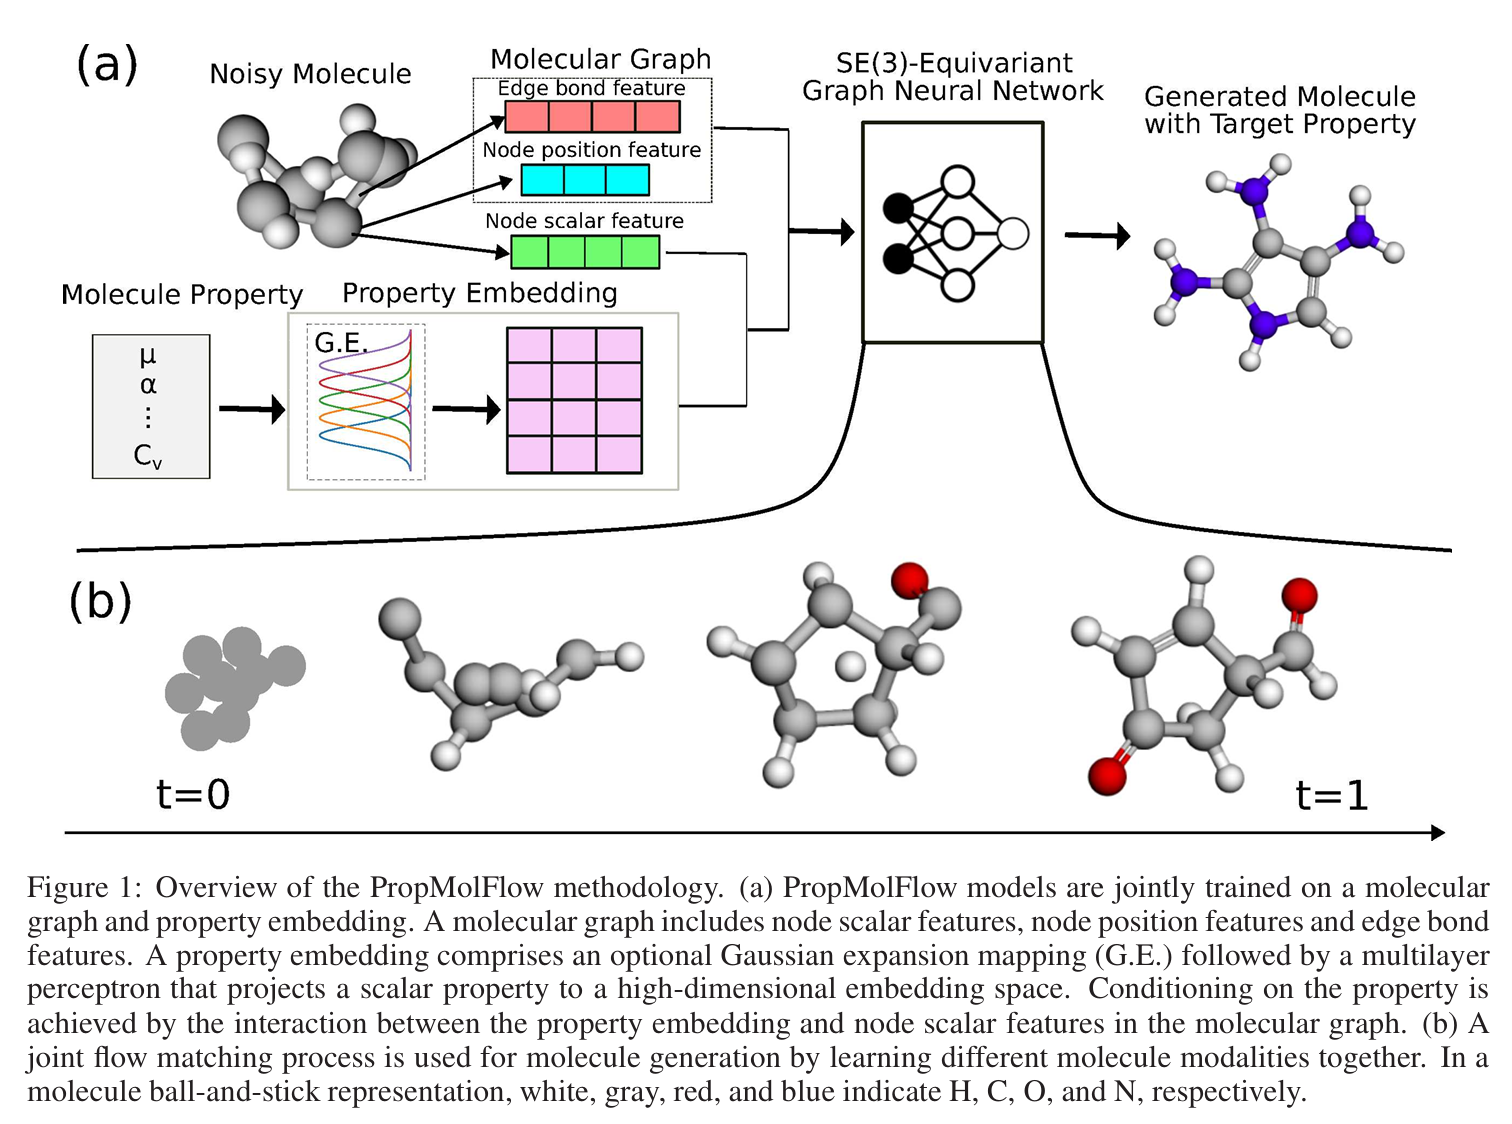 (a)
Noisy Molecule
Molecular Graph
Edge bond feature
Node position feature
Node scalar feature
Molecule Property
Property Embedding
μ
α
⋮
Cv
G.E.
SE(3)-Equivariant
Graph Neural Network
Generated Molecule
with Target Property
(b)
t=0
t=1
Figure 1: Overview of the PropMolFlow methodology. (a) PropMolFlow models are jointly trained on a molecular
graph and property embedding. A molecular graph includes node scalar features, node position features and edge bond
features. A property embedding comprises an optional Gaussian expansion mapping (G.E.) followed by a multilayer
perceptron that projects a scalar property to a high-dimensional embedding space. Conditioning on the property is
achieved by the interaction between the property embedding and node scalar features in the molecular graph. (b) A
joint flow matching process is used for molecule generation by learning different molecule modalities together. In a
molecule ball-and-stick representation, white, gray, red, and blue indicate H, C, O, and N, respectively.